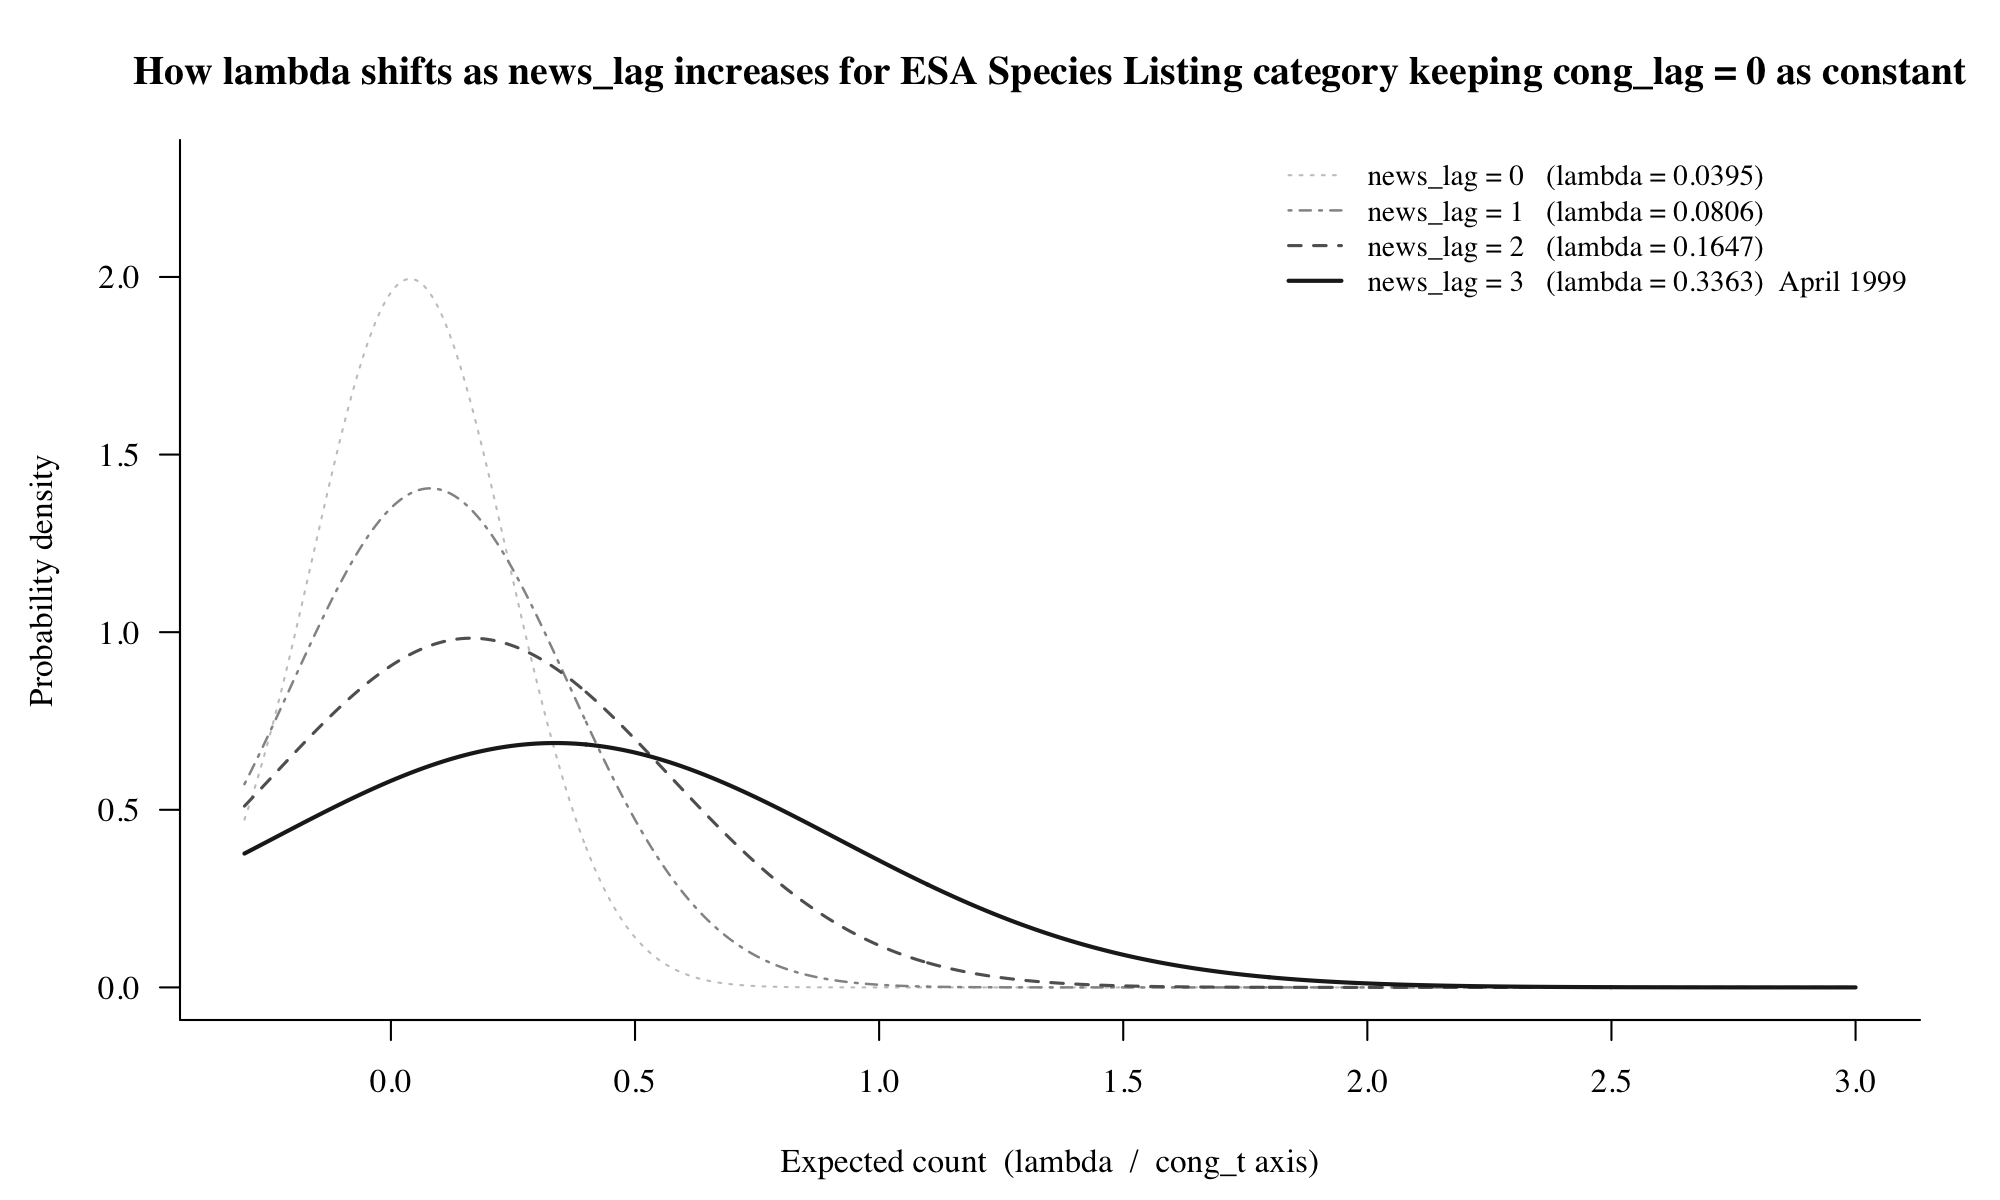 How lambda shifts as news_lag increases for ESA Species Listing category keeping cong_lag = 0 as constant
news_lag = 0 (lambda = 0.0395)
news_lag = 1 (lambda = 0.0806)
news_lag = 2 (lambda = 0.1647)
news_lag = 3 (lambda = 0.3363) April 1999
Probability density
2.0
1.5
1.0
0.5
0.0
0.0 0.5 1.0 1.5 2.0 2.5 3.0
Expected count (lambda / cong_t axis)